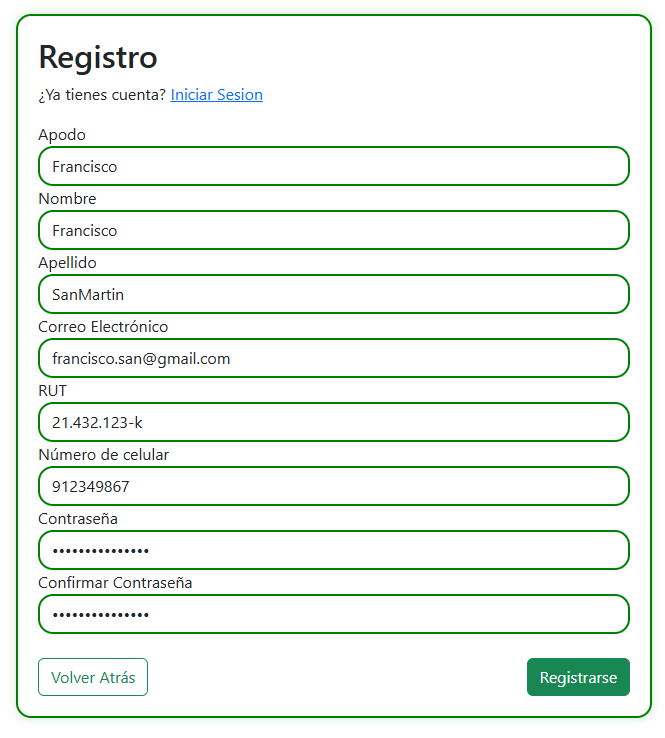 Registro
¿Ya tienes cuenta? Iniciar Sesion
Apodo
Francisco
Nombre
Francisco
Apellido
SanMartin
Correo Electrónico
francisco.san@gmail.com
RUT
21.432.123-k
Número de celular
912349867
Contraseña
•••••••••••••••
Confirmar Contraseña
•••••••••••••••
Volver Atrás Registrarse